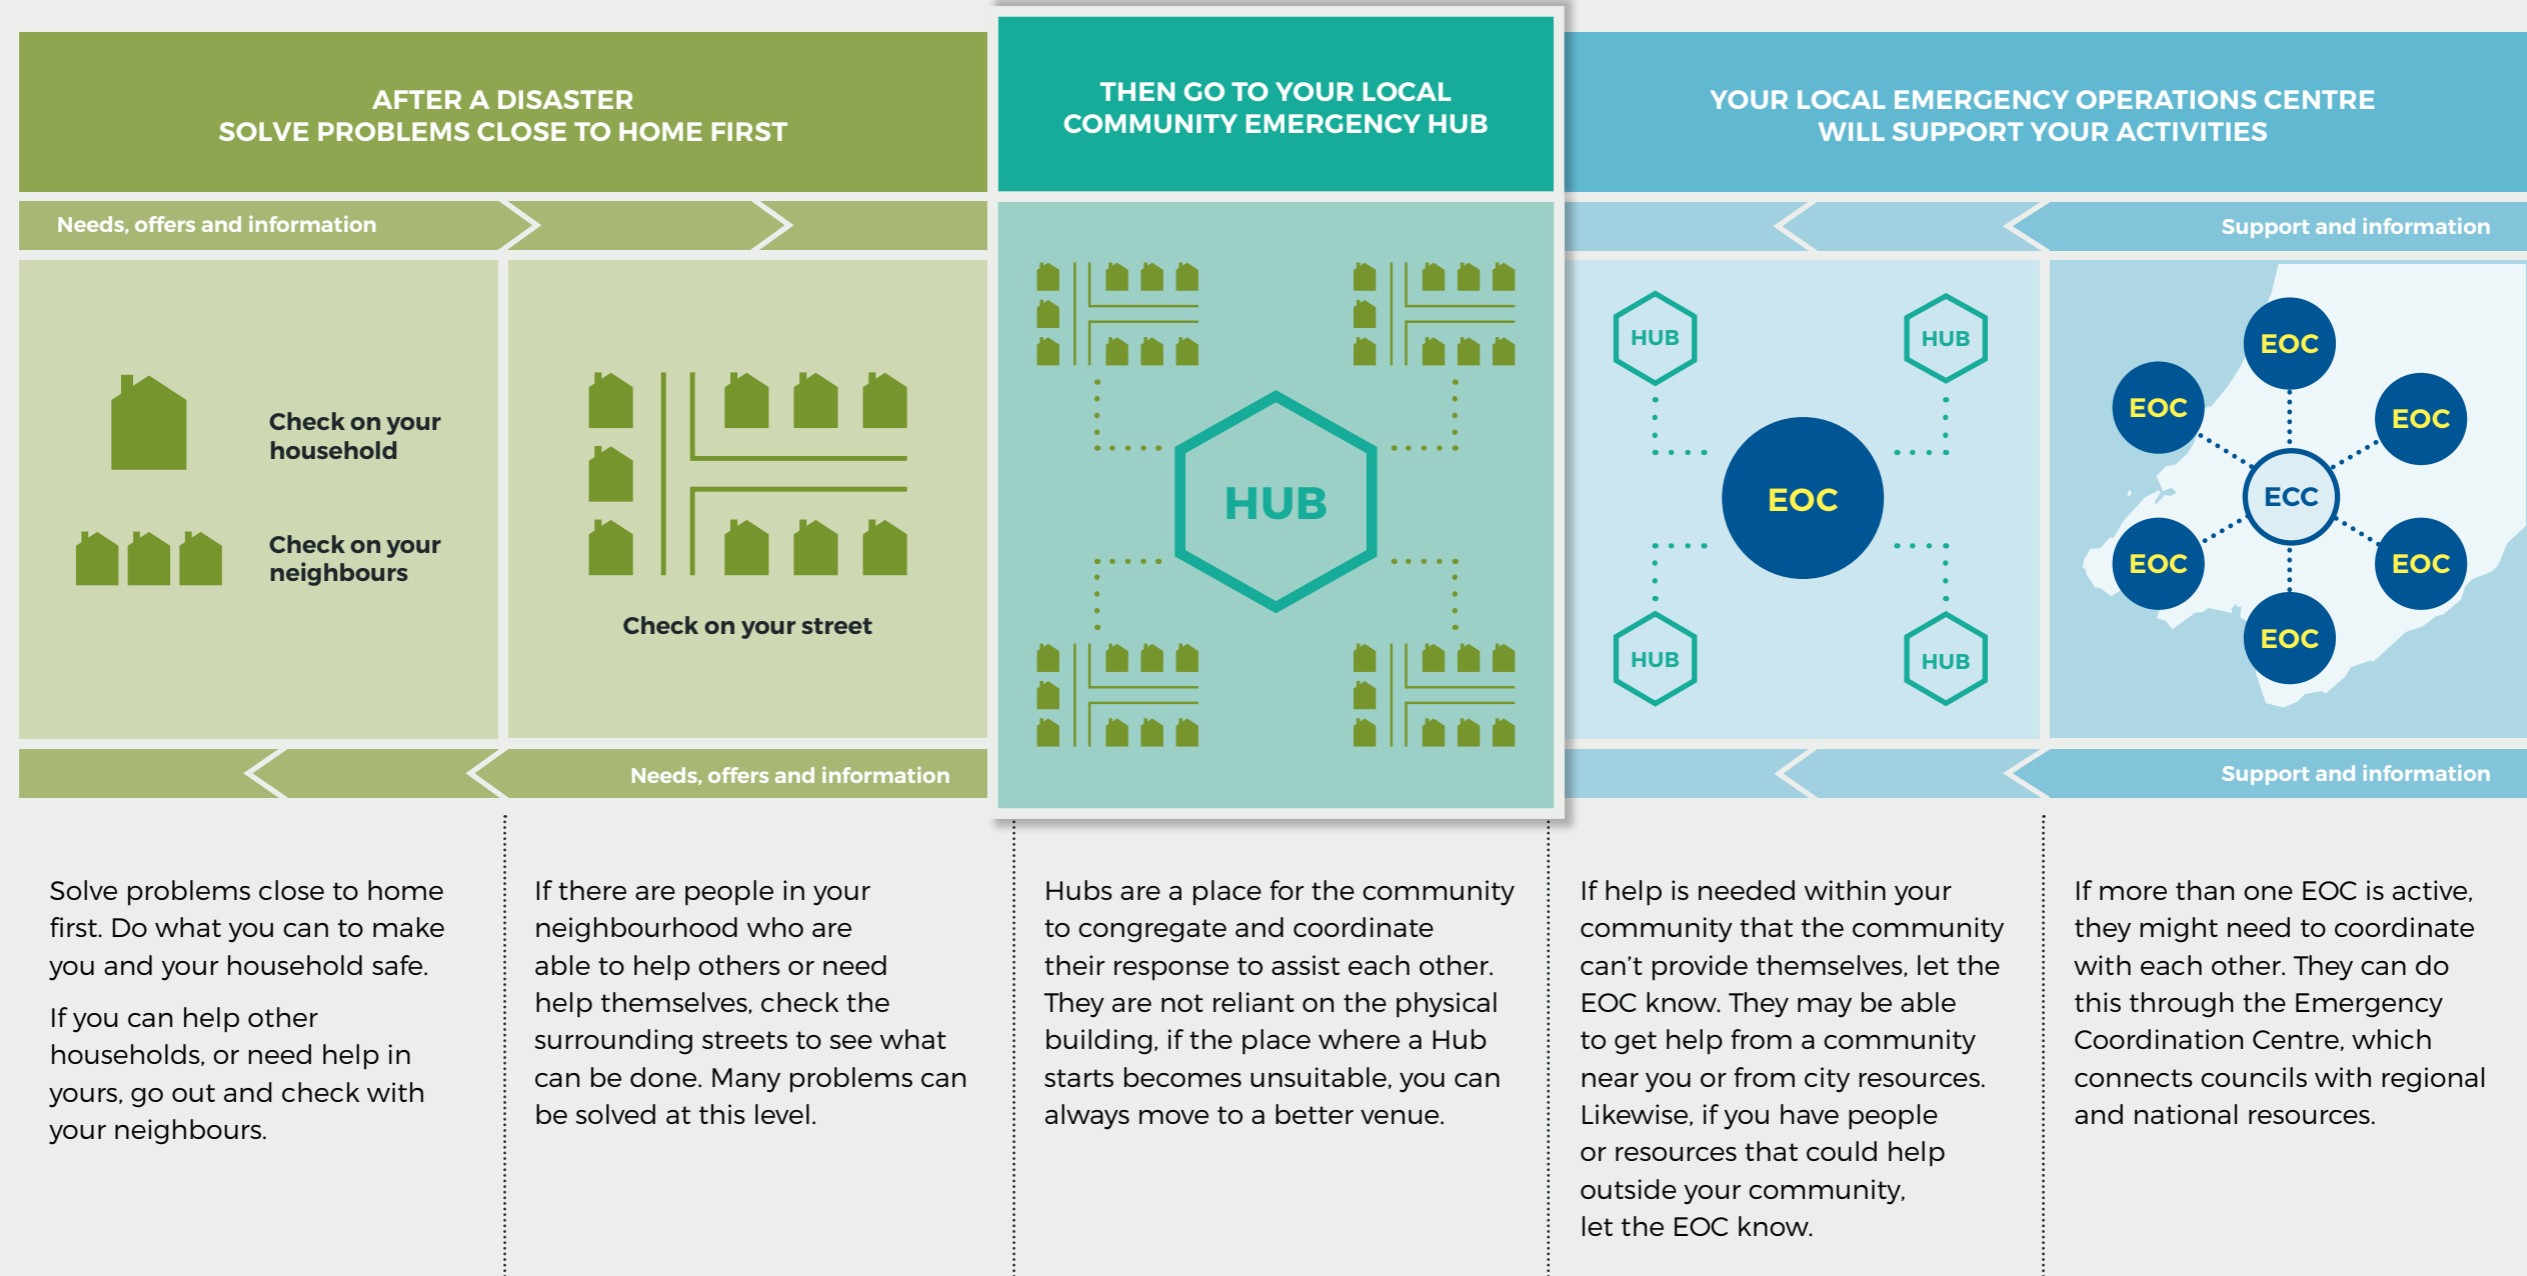 AFTER A DISASTER
SOLVE PROBLEMS CLOSE TO HOME FIRST
THEN GO TO YOUR LOCAL
COMMUNITY EMERGENCY HUB
YOUR LOCAL EMERGENCY OPERATIONS CENTRE
WILL SUPPORT YOUR ACTIVITIES
Needs, offers and information
Support and information
Check on your
household
Check on your
neighbours
Check on your street
HUB
HUB
HUB
EOC
HUB
HUB
EOC
EOC
EOC
ECC
EOC
EOC
EOC
Needs, offers and information
Support and information
Solve problems close to home
first. Do what you can to make
you and your household safe.
If you can help other
households, or need help in
yours, go out and check with
your neighbours.
If there are people in your
neighbourhood who are
able to help others or need
help themselves, check the
surrounding streets to see what
can be done. Many problems can
be solved at this level.
Hubs are a place for the community
to congregate and coordinate
their response to assist each other.
They are not reliant on the physical
building, if the place where a Hub
starts becomes unsuitable, you can
always move to a better venue.
If help is needed within your
community that the community
can't provide themselves, let the
EOC know. They may be able
to get help from a community
near you or from city resources.
Likewise, if you have people
or resources that could help
outside your community,
let the EOC know.
If more than one EOC is active,
they might need to coordinate
with each other. They can do
this through the Emergency
Coordination Centre, which
connects councils with regional
and national resources.